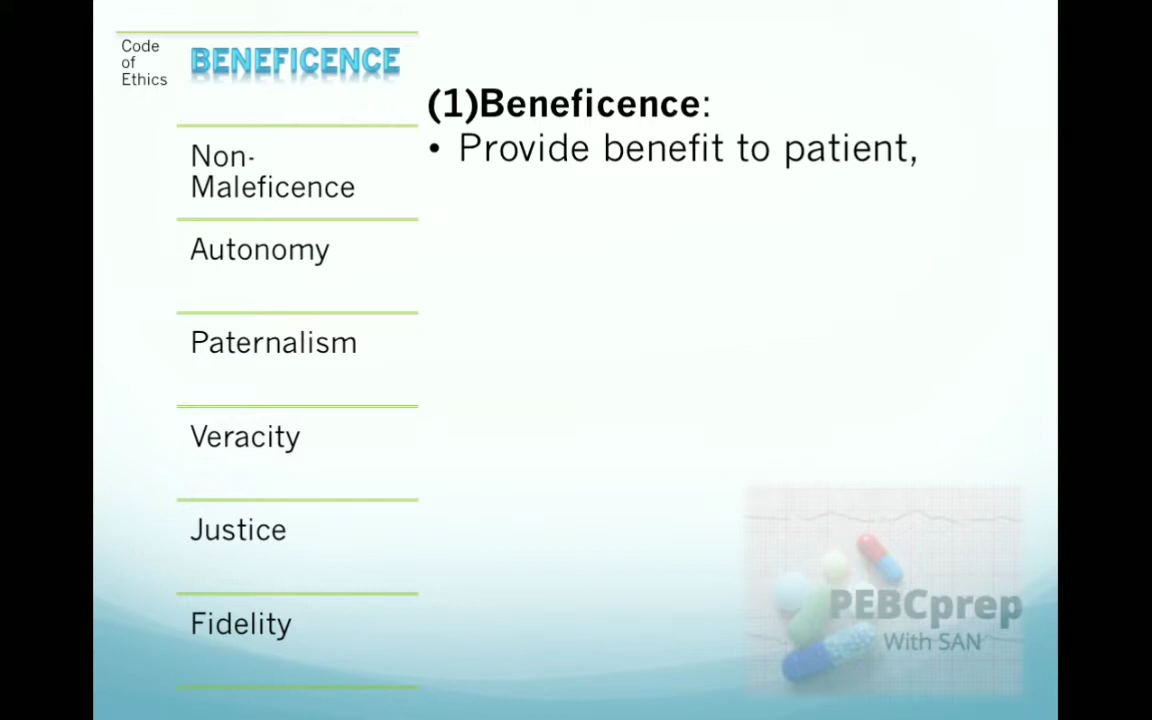 Code
of
Ethics
BENEFICENCE
Non-
Maleficence
Autonomy
Paternalism
Veracity
Justice
Fidelity
(1)Beneficence:
• Provide benefit to patient,
PEBCprep
With SAN